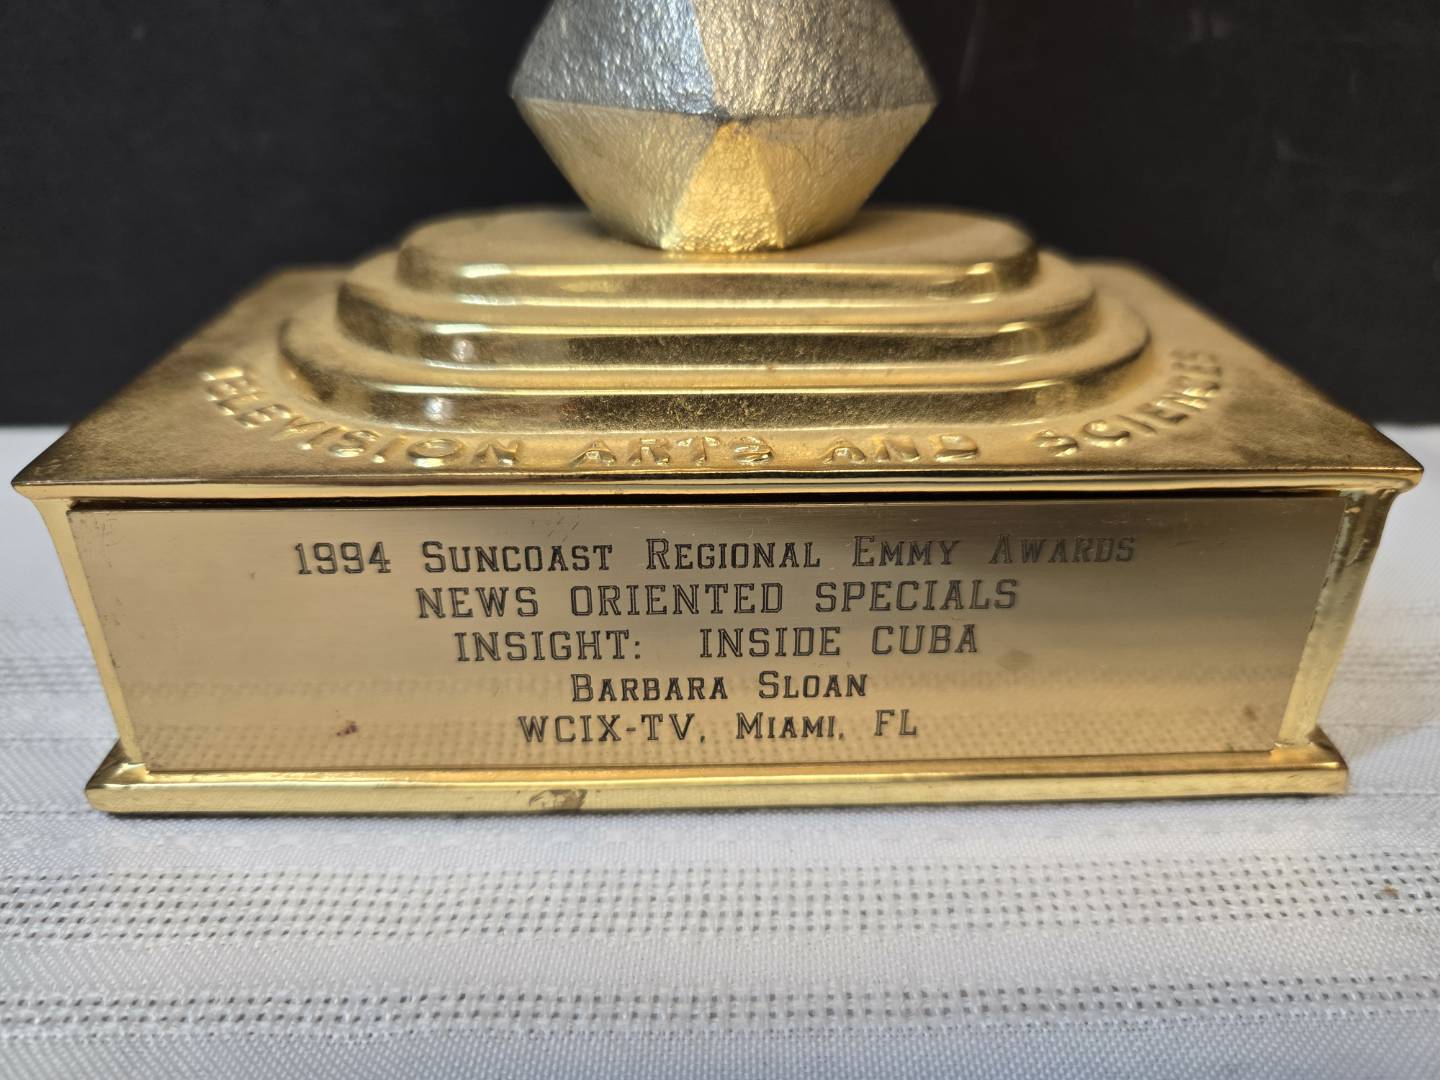 TELEVISION ARTS AND SCIENCES
1994 SUNCOAST REGIONAL EMMY AWARDS
NEWS ORIENTED SPECIALS
INSIGHT: INSIDE CUBA
BARBARA SLOAN
WCIX-TV, MIAMI, FL